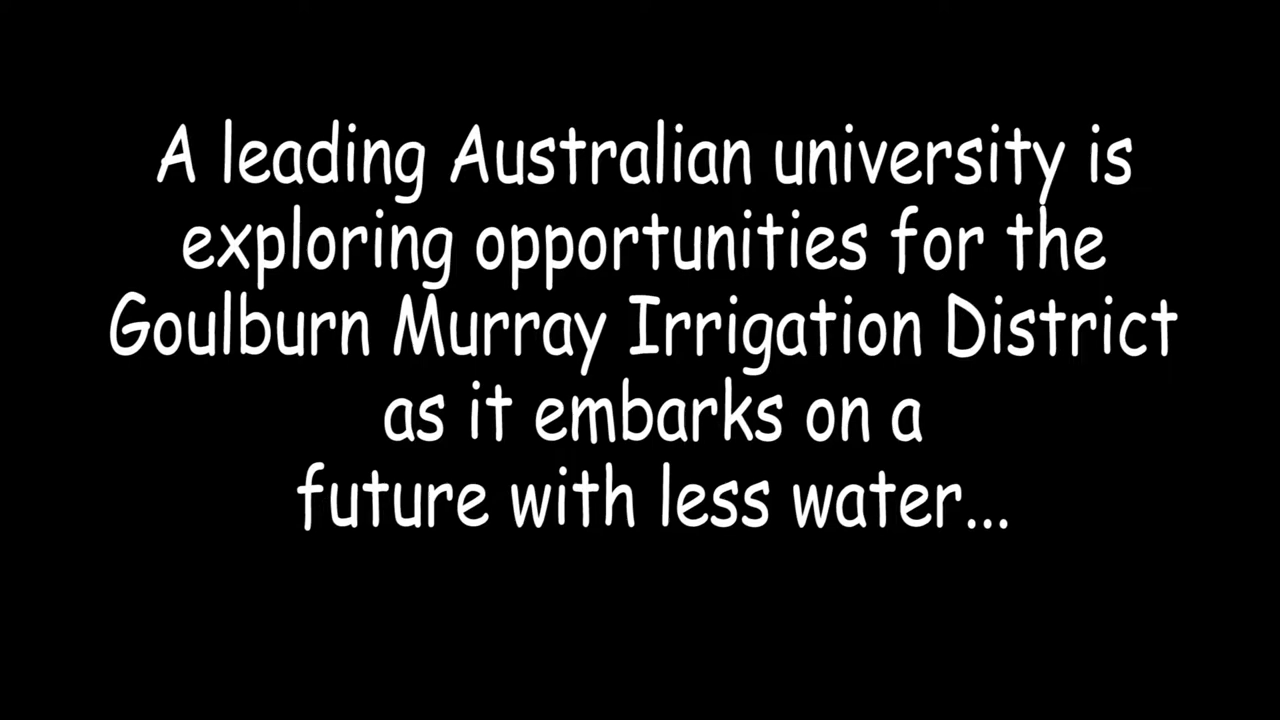 A leading Australian university is
exploring opportunities for the
Goulburn Murray Irrigation District
as it embarks on a
future with less water...